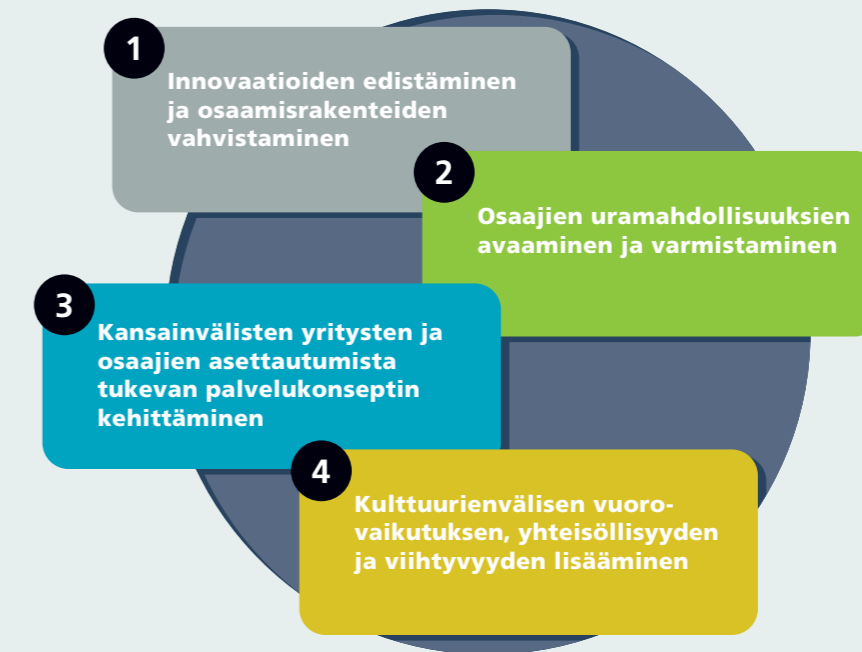 1
Innovaatioiden edistäminen
ja osaamisrakenteiden
vahvistaminen
2
Osaajien uramahdollisuuksien
avaaminen ja varmistaminen
3
Kansainvälisten yritysten ja
osaajien asettautumista
tukevan palvelukonseptin
kehittäminen
4
Kulttuurienvälisen vuoro-
vaikutuksen, yhteisöllisyyden
ja viihtyvyyden lisääminen